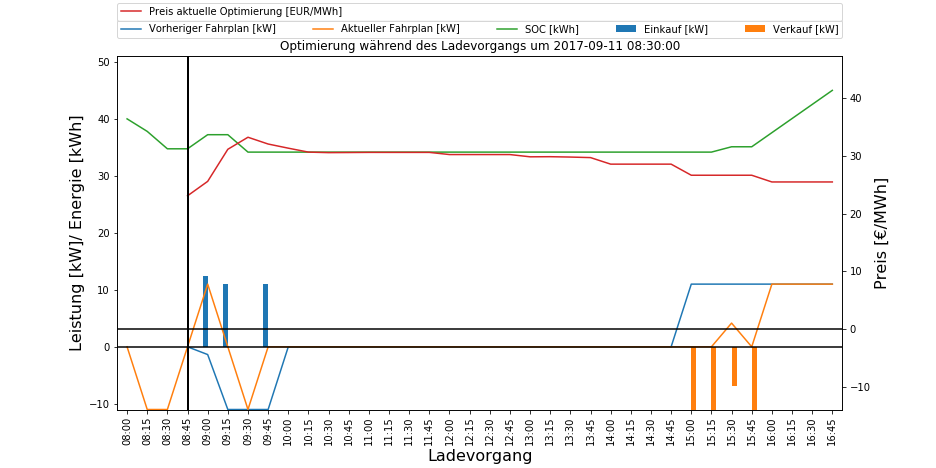 Preis aktuelle Optimierung [EUR/MWh]
Vorheriger Fahrplan [kW] Aktueller Fahrplan [kW] SOC [kWh] Einkauf [kW] Verkauf [kW]
Optimierung während des Ladevorgangs um 2017-09-11 08:30:00
Leistung [kW]/ Energie [kWh]
50
40
30
20
10
0
−10
40
30
20
10
0
−10
Preis [€/MWh]
08:00 08:15 08:30 08:45 09:00 09:15 09:30 09:45 10:00 10:15 10:30 10:45 11:00 11:15 11:30 11:45 12:00 12:15 12:30 12:45 13:00 13:15 13:30 13:45 14:00 14:15 14:30 14:45 15:00 15:15 15:30 15:45 16:00 16:15 16:30 16:45
Ladevorgang